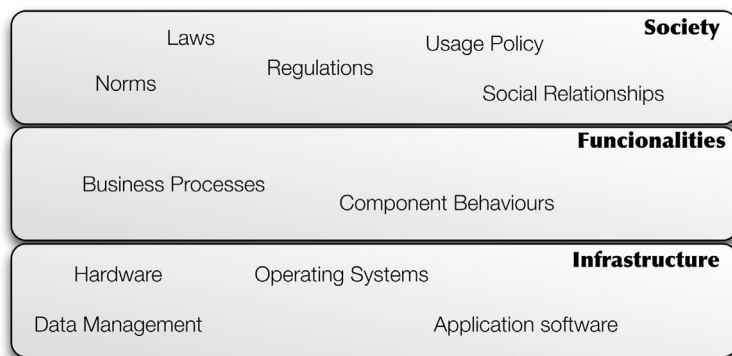 Society
Laws
Usage Policy
Regulations
Norms
Social Relationships
Funcionalities
Business Processes
Component Behaviours
Infrastructure
Hardware
Operating Systems
Data Management
Application software